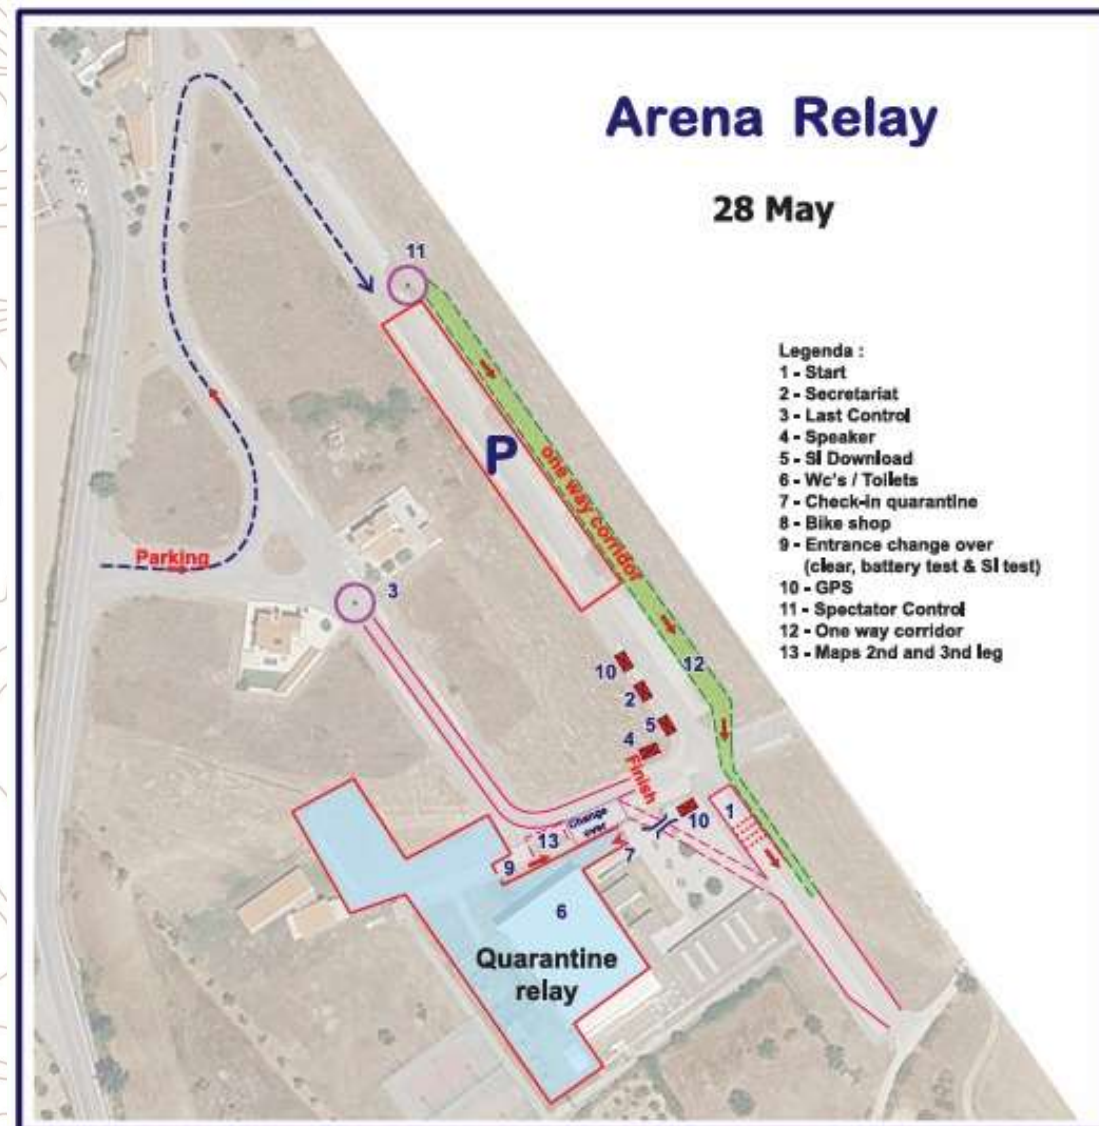 Arena Relay
28 May
11
Legenda :
1 - Start
2 - Secretariat
3 - Last Control
4 - Speaker
5 - SI Download
6 - Wc's / Toilets
7 - Check-in quarantine
8 - Bike shop
9 - Entrance change over
(clear, battery test & SI test)
10 - GPS
11 - Spectator Control
12 - One way corridor
13 - Maps 2nd and 3nd leg
P
one way corridor
Parking
3
12
10
2
5
4
Finish
1
10
Change
over
13
7
9
6
Quarantine
relay